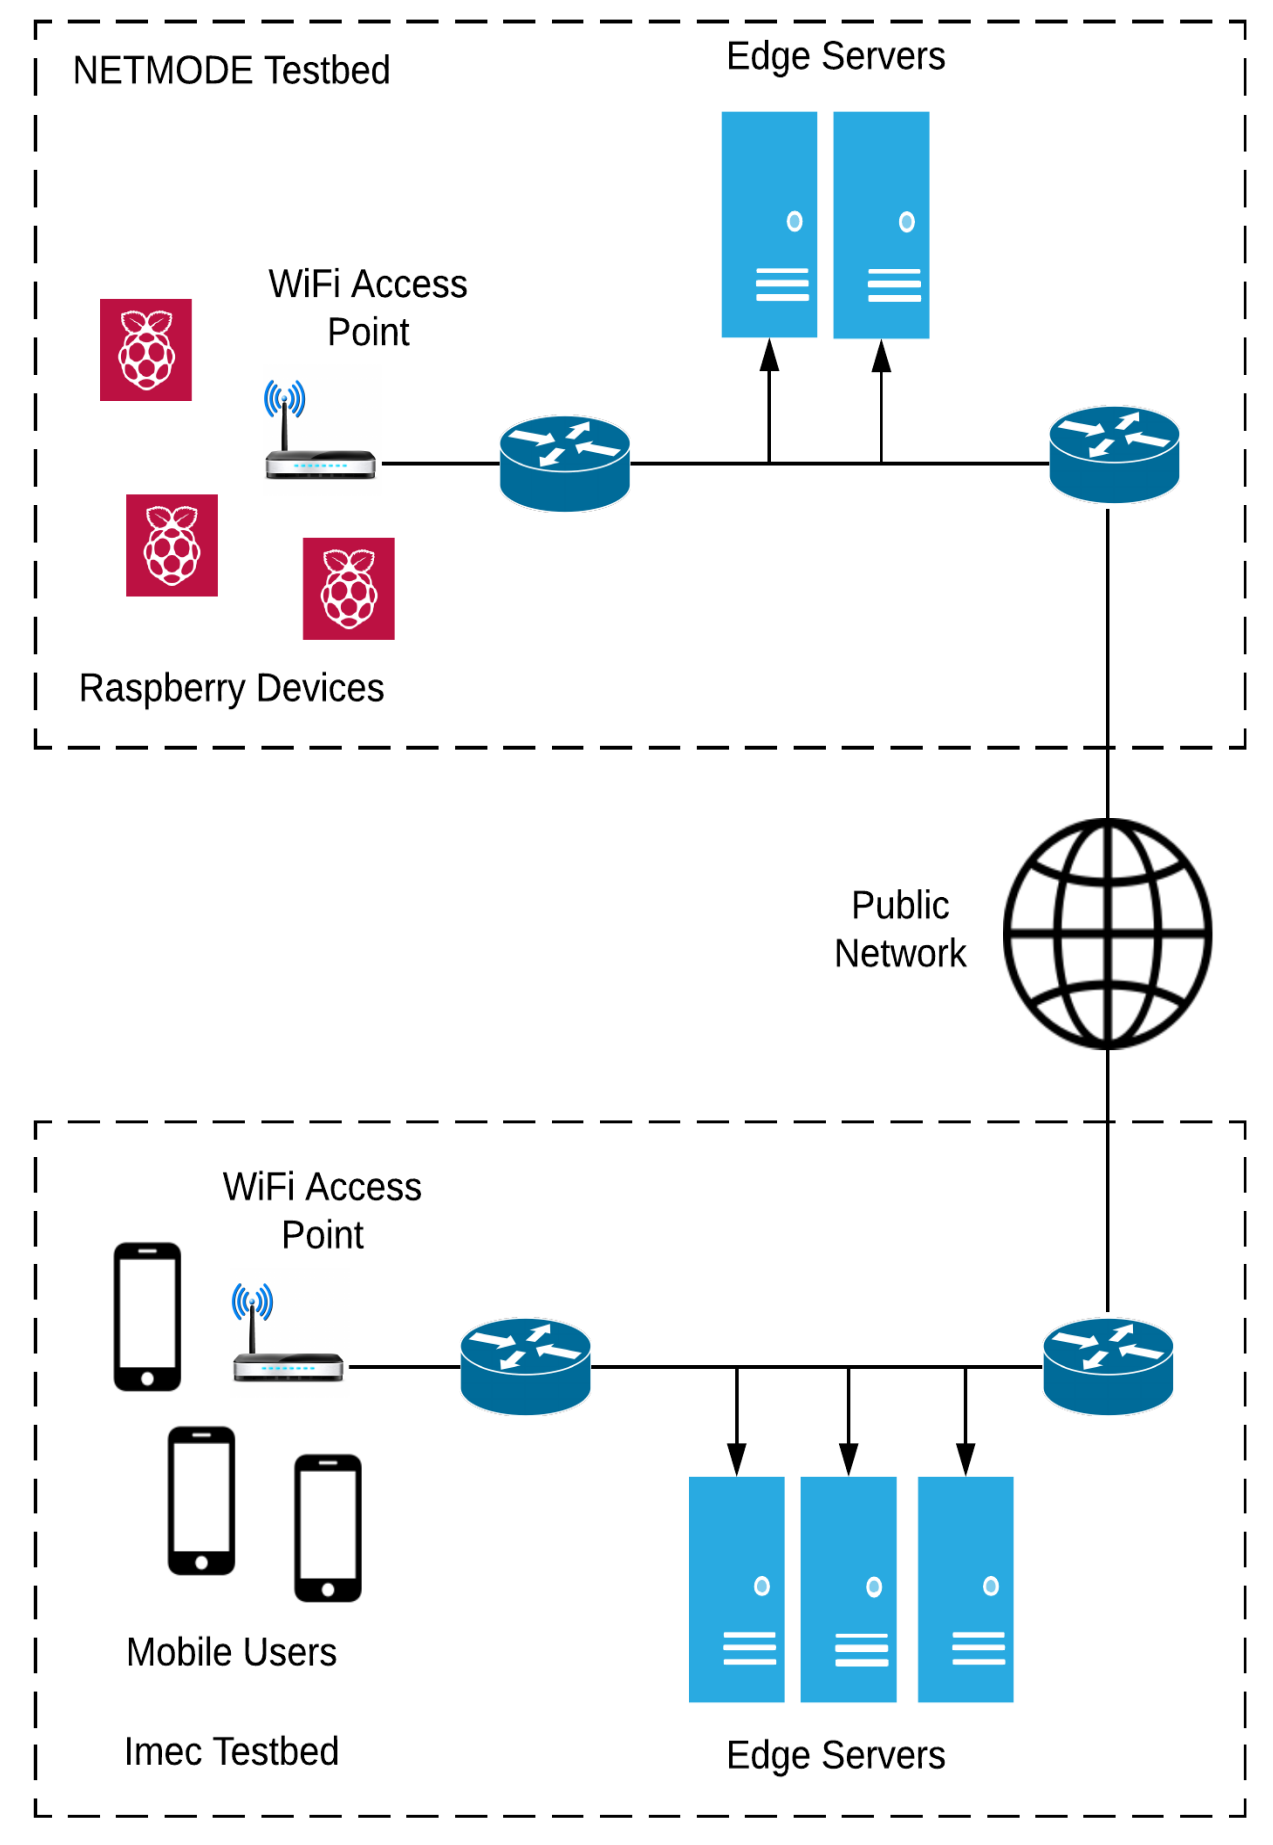 NETMODE Testbed
Edge Servers
WiFi Access
Point
Raspberry Devices
Public
Network
WiFi Access
Point
Mobile Users
Imec Testbed
Edge Servers